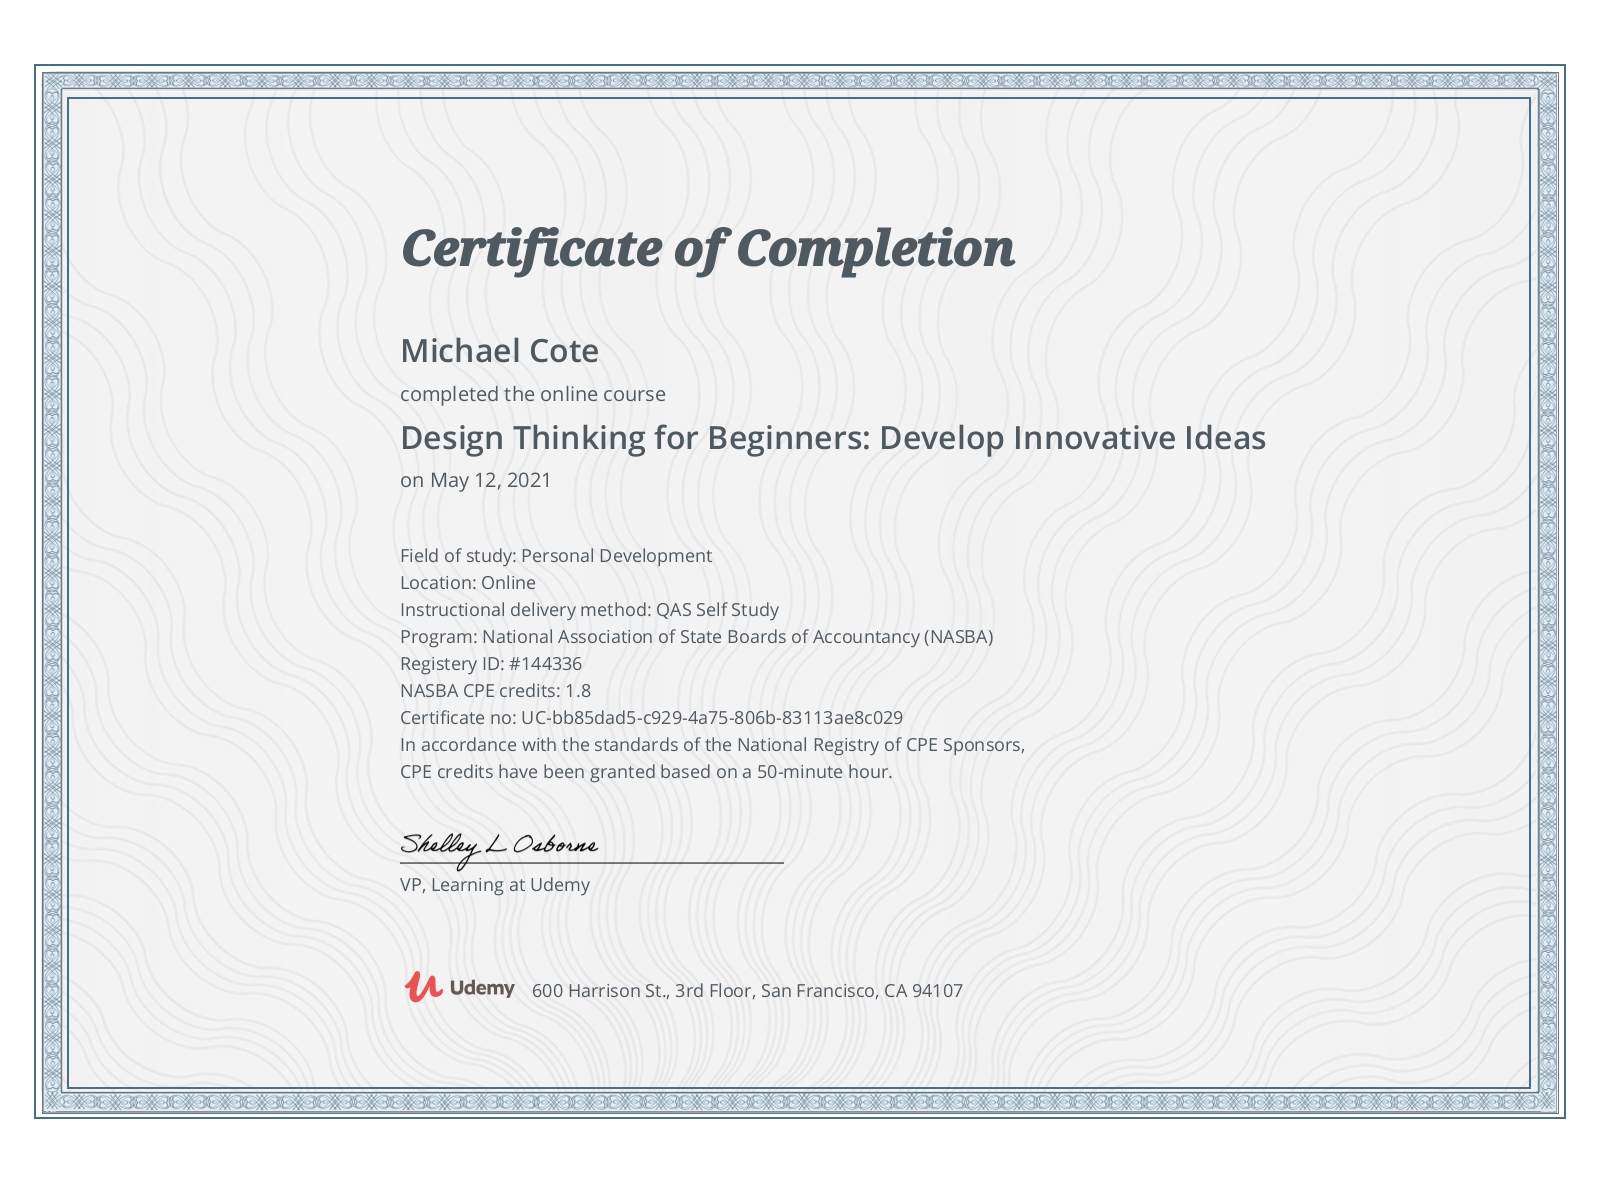 Certificate of Completion
Michael Cote
completed the online course
Design Thinking for Beginners: Develop Innovative Ideas
on May 12, 2021
Field of study: Personal Development
Location: Online
Instructional delivery method: QAS Self Study
Program: National Association of State Boards of Accountancy (NASBA)
Registery ID: #144336
NASBA CPE credits: 1.8
Certificate no: UC-bb85dad5-c929-4a75-806b-83113ae8c029
In accordance with the standards of the National Registry of CPE Sponsors,
CPE credits have been granted based on a 50-minute hour.
Shelley L Osborne
VP, Learning at Udemy
Udemy 600 Harrison St., 3rd Floor, San Francisco, CA 94107